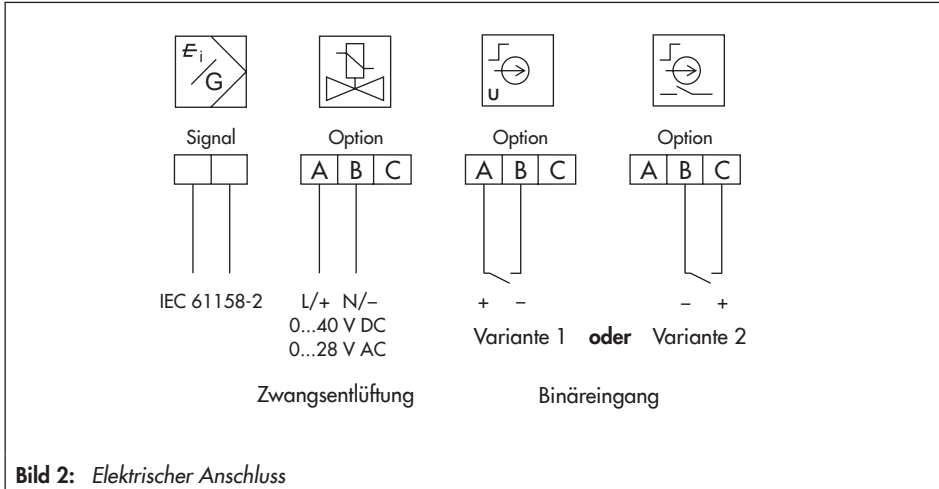 E i / G
U
Signal Option Option Option
A B C A B C A B C
IEC 61158-2 L/+ N/– + – – +
0...40 V DC
0...28 V AC
Variante 1 oder Variante 2
Zwangsentlüftung Binäreingang
Bild 2: Elektrischer Anschluss